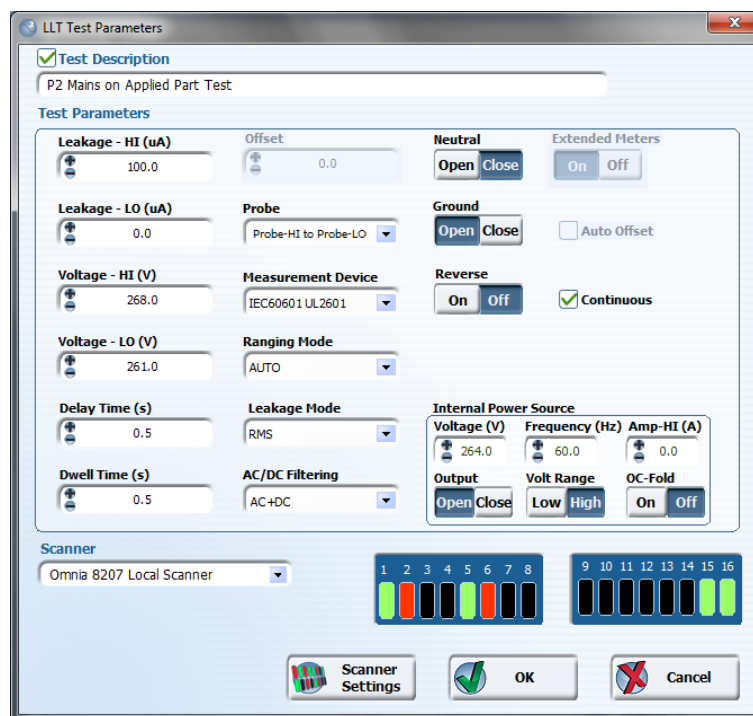 LLT Test Parameters
Test Description
P2 Mains on Applied Part Test
Test Parameters
Leakage - HI (uA)
100.0
Offset
0.0
Neutral
Open Close
Extended Meters
On Off
Leakage - LO (uA)
0.0
Probe
Probe-HI to Probe-LO
Ground
Open Close
Auto Offset
Voltage - HI (V)
268.0
Measurement Device
IEC60601 UL2601
Reverse
On Off
Continuous
Voltage - LO (V)
261.0
Ranging Mode
AUTO
Delay Time (s)
0.5
Leakage Mode
RMS
Internal Power Source
Voltage (V) Frequency (Hz) Amp-HI (A)
264.0 60.0 0.0
Dwell Time (s)
0.5
AC/DC Filtering
AC+DC
Output Volt Range OC-Fold
Open Close Low High On Off
Scanner
Omnia 8207 Local Scanner
1 2 3 4 5 6 7 8
9 10 11 12 13 14 15 16
Scanner
Settings
OK
Cancel